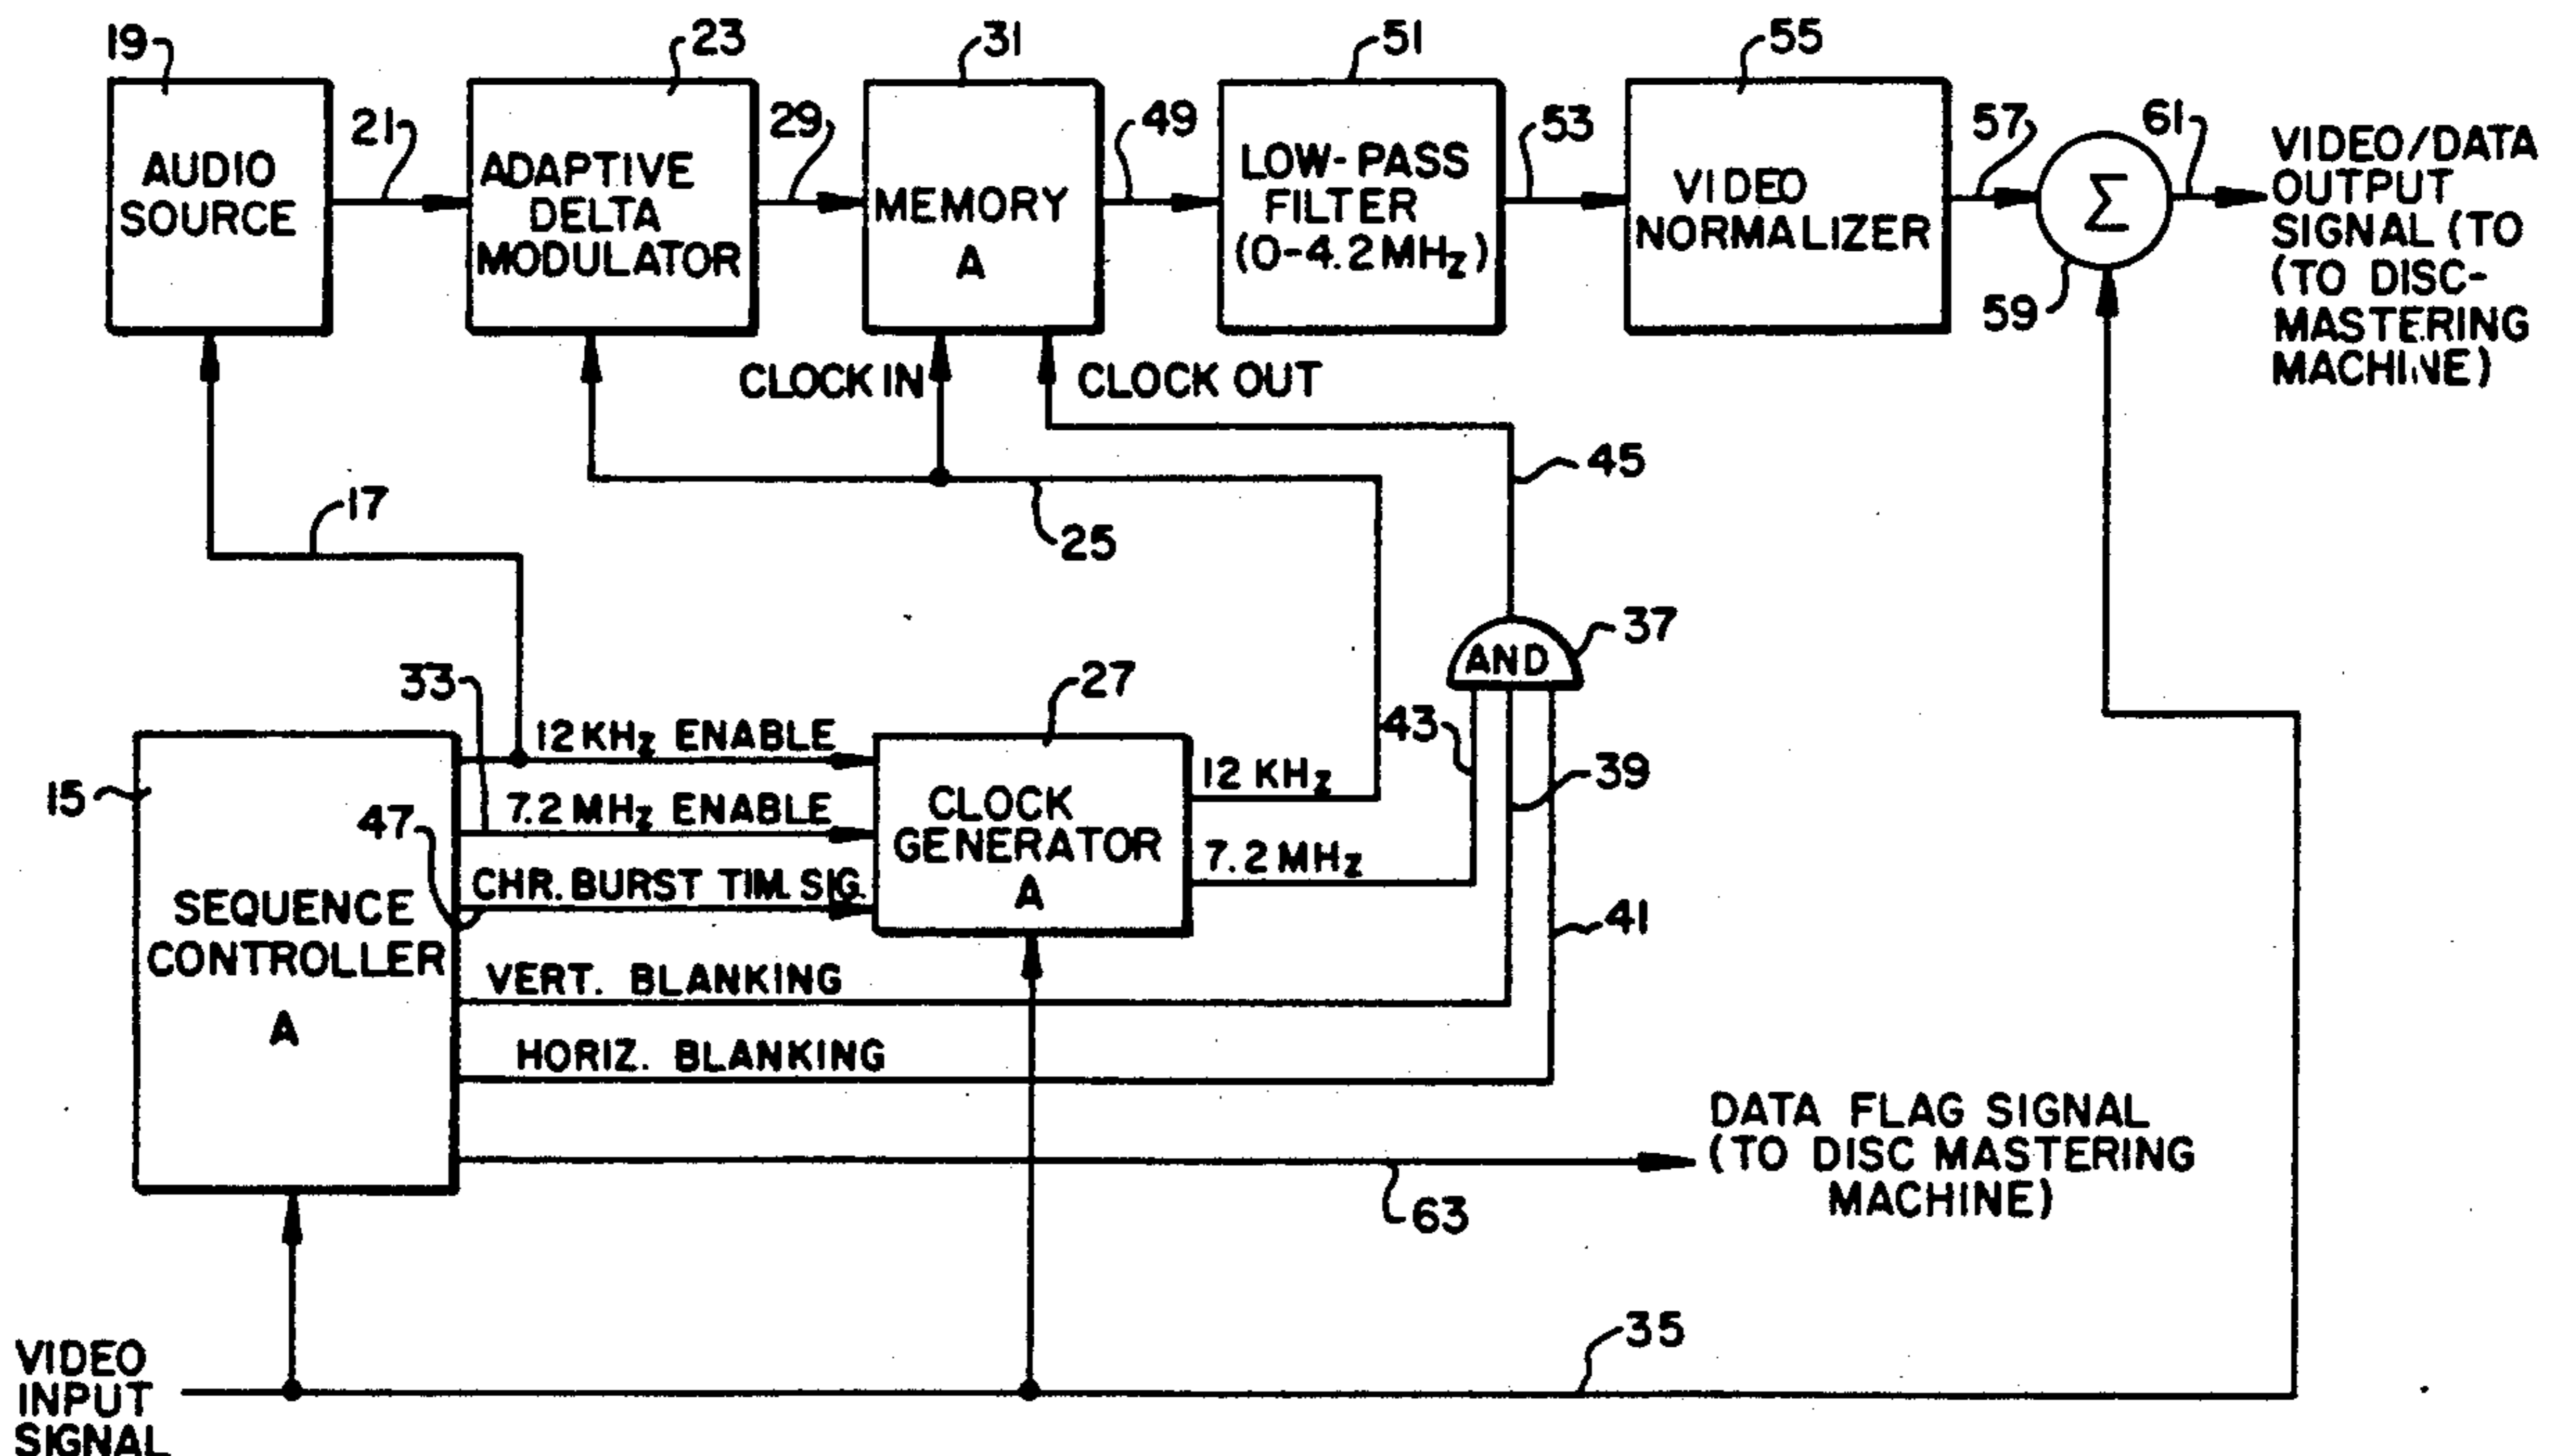 19
23
31
51
55
AUDIO
SOURCE
21
ADAPTIVE
DELTA
MODULATOR
29
MEMORY
A
49
LOW-PASS
FILTER
(0-4.2 MHz)
53
VIDEO
NORMALIZER
57
Σ
59
61
VIDEO/DATA
OUTPUT
SIGNAL (TO
(TO DISC-
MASTERING
MACHINE)
CLOCK IN
CLOCK OUT
17
25
45
37
AND
33
12 KHz ENABLE
27
43
39
15
47
7.2 MHz ENABLE
CHR. BURST TIM. SIG.
CLOCK
GENERATOR
A
12 KHz
7.2 MHz
41
SEQUENCE
CONTROLLER
A
VERT. BLANKING
HORIZ. BLANKING
DATA FLAG SIGNAL
(TO DISC MASTERING
MACHINE)
63
35
VIDEO
INPUT
SIGNAL